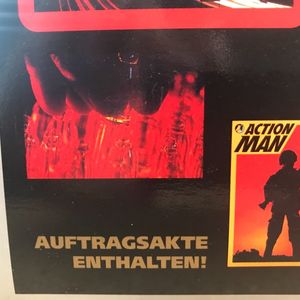 ACTION
MAN
AUFTRAGSAKTE
ENTHALTEN!